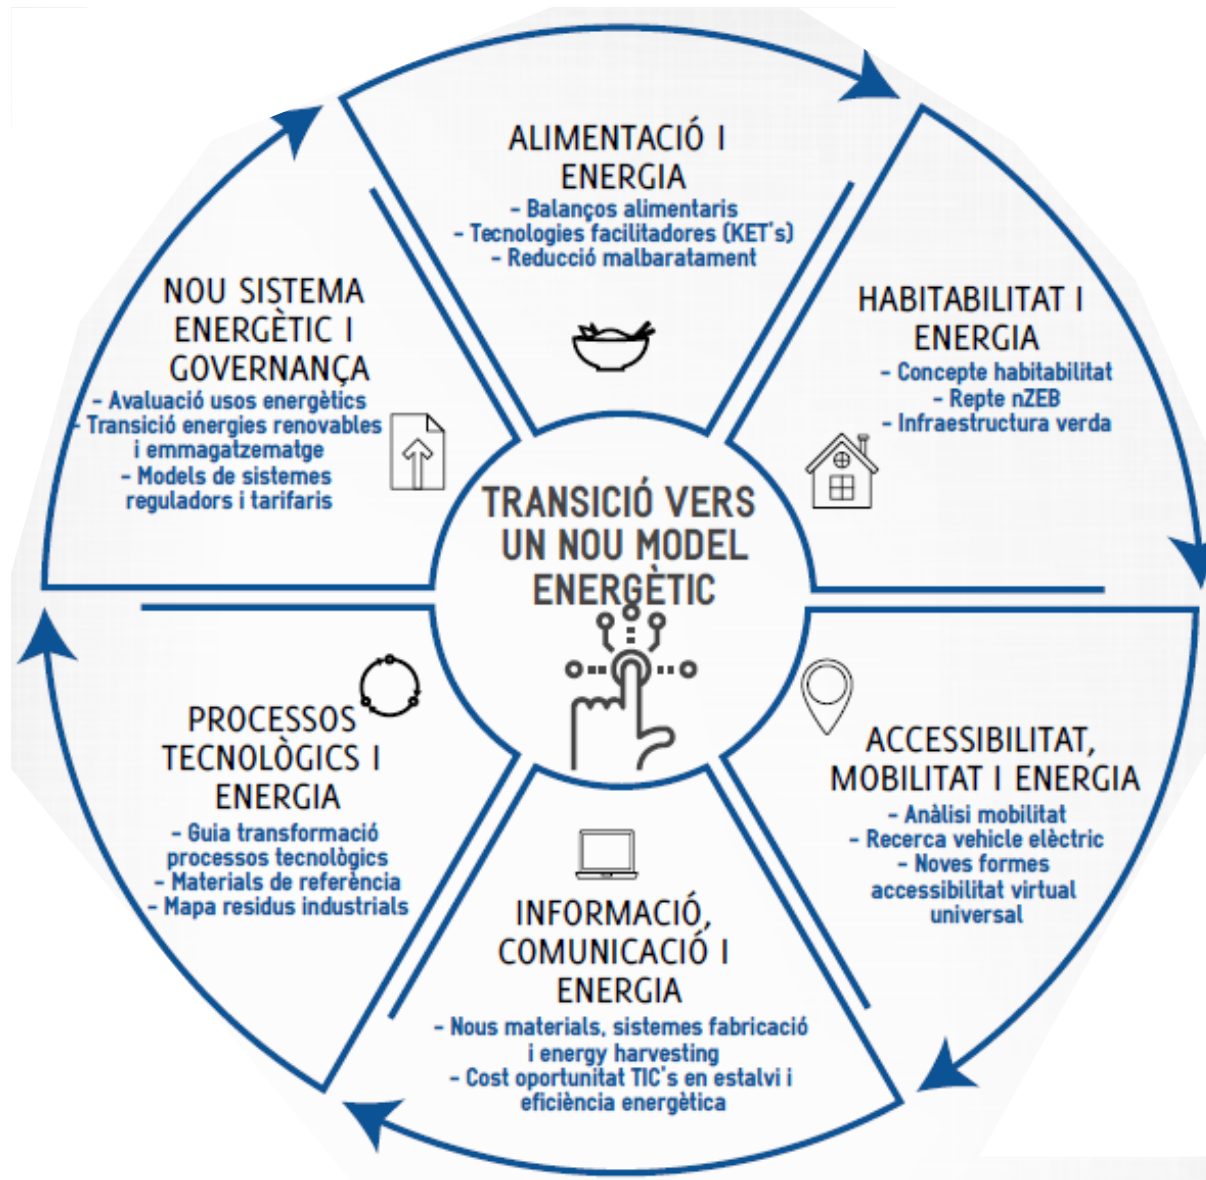 ALIMENTACIÓ I
ENERGIA
- Balanços alimentaris
- Tecnologies facilitadores (KET's)
- Reducció malbaratament
HABITABILITAT I
ENERGIA
- Concepte habitabilitat
- Repte nZEB
- Infraestructura verda
ACCESSIBILITAT,
MOBILITAT I ENERGIA
- Anàlisi mobilitat
- Recerca vehicle elèctric
- Noves formes
accessibilitat virtual
universal
INFORMACIÓ,
COMUNICACIÓ I
ENERGIA
- Nous materials, sistemes fabricació
i energy harvesting
- Cost oportunitat TIC's en estalvi i
eficiència energètica
PROCESSOS
TECNOLÒGICS I
ENERGIA
- Guia transformació
processos tecnològics
- Materials de referència
- Mapa residus industrials
NOU SISTEMA
ENERGÈTIC I
GOVERNANÇA
- Avaluació usos energètics
- Transició energies renovables
i emmagatzematge
- Models de sistemes
reguladors i tarifaris
TRANSICIÓ VERS
UN NOU MODEL
ENERGÈTIC